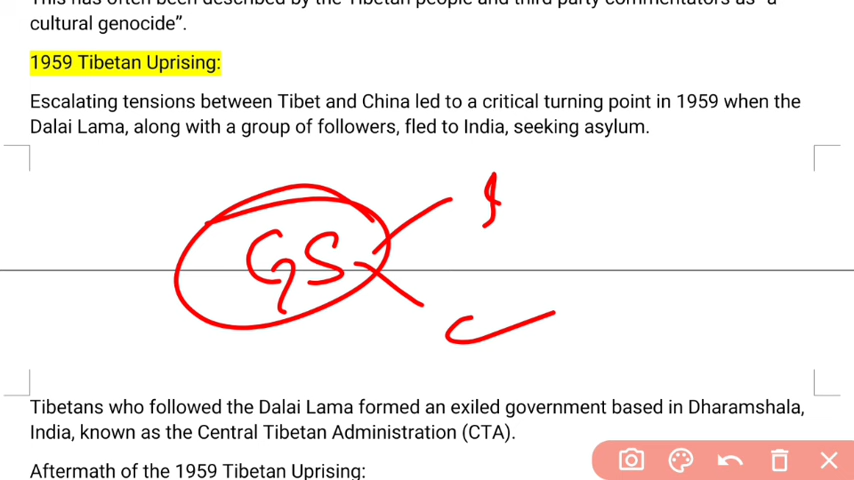 cultural genocide”.
1959 Tibetan Uprising:
Escalating tensions between Tibet and China led to a critical turning point in 1959 when the
Dalai Lama, along with a group of followers, fled to India, seeking asylum.
GS
Tibetans who followed the Dalai Lama formed an exiled government based in Dharamshala,
India, known as the Central Tibetan Administration (CTA).
Aftermath of the 1959 Tibetan Uprising: